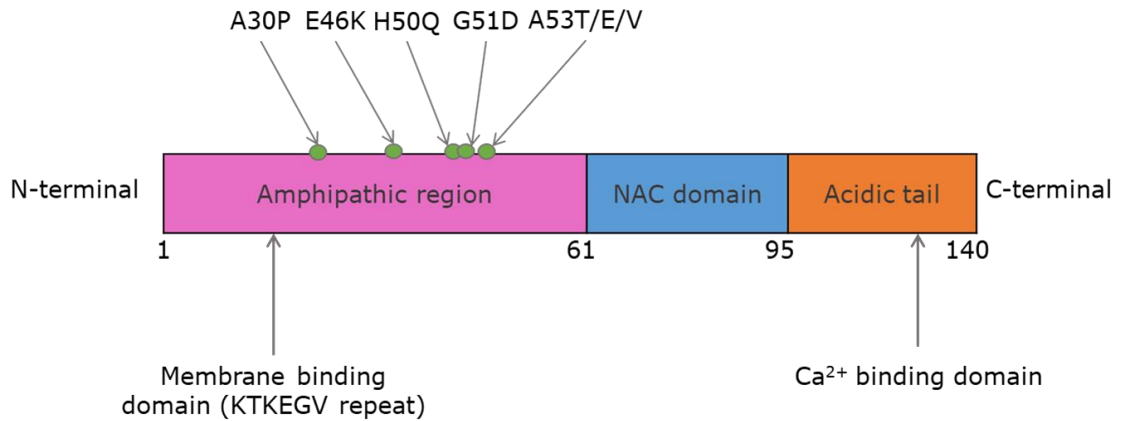 A30P E46K H50Q G51D A53T/E/V
N-terminal Amphipathic region NAC domain Acidic tail C-terminal
1 61 95 140
Membrane binding
domain (KTKEGV repeat)
Ca²⁺ binding domain